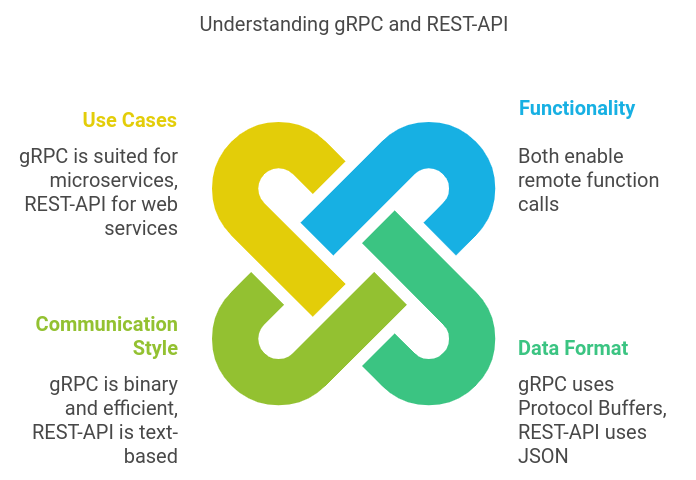 Understanding gRPC and REST-API
Use Cases
gRPC is suited for
microservices,
REST-API for web
services
Functionality
Both enable
remote function
calls
Communication
Style
gRPC is binary
and efficient,
REST-API is text-
based
Data Format
gRPC uses
Protocol Buffers,
REST-API uses
JSON